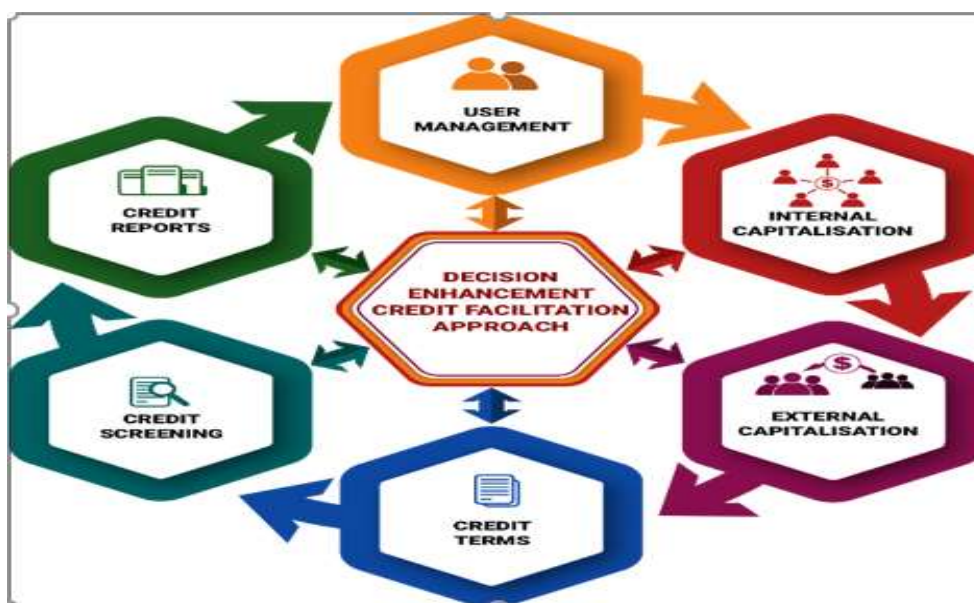 USER
MANAGEMENT
INTERNAL
CAPITALISATION
EXTERNAL
CAPITALISATION
CREDIT
TERMS
CREDIT
SCREENING
CREDIT
REPORTS
DECISION
ENHANCEMENT
CREDIT FACILITATION
APPROACH
$
$